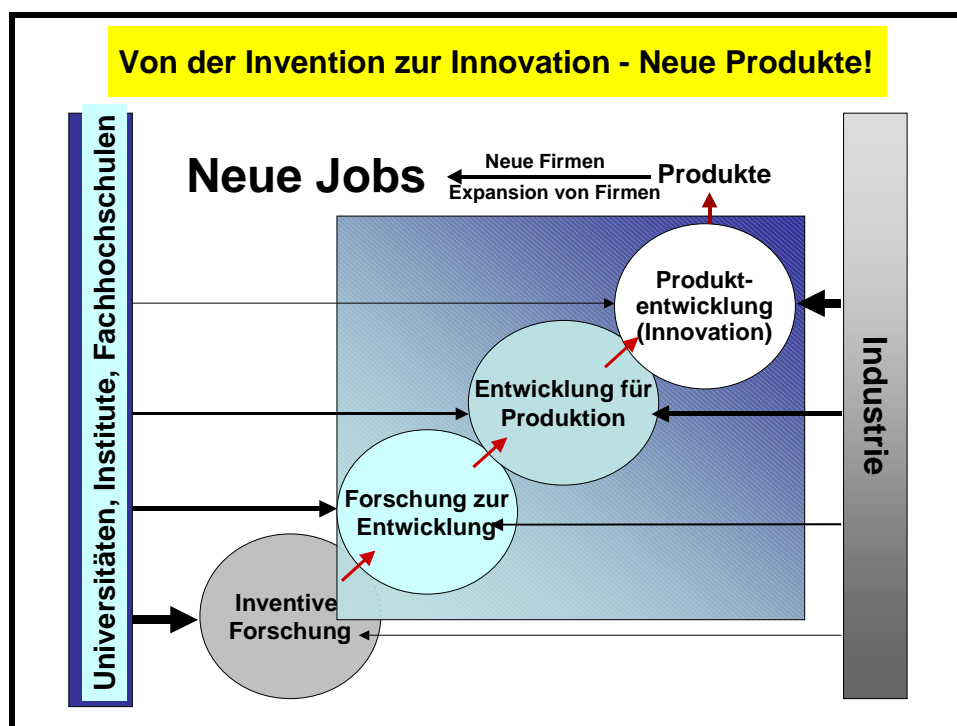 Von der Invention zur Innovation - Neue Produkte!
Universitäten, Institute, Fachhochschulen
Neue Jobs
Neue Firmen
Expansion von Firmen
Produkte
Produkt-
entwicklung
(Innovation)
Entwicklung für
Produktion
Forschung zur
Entwicklung
Inventive
Forschung
Industrie